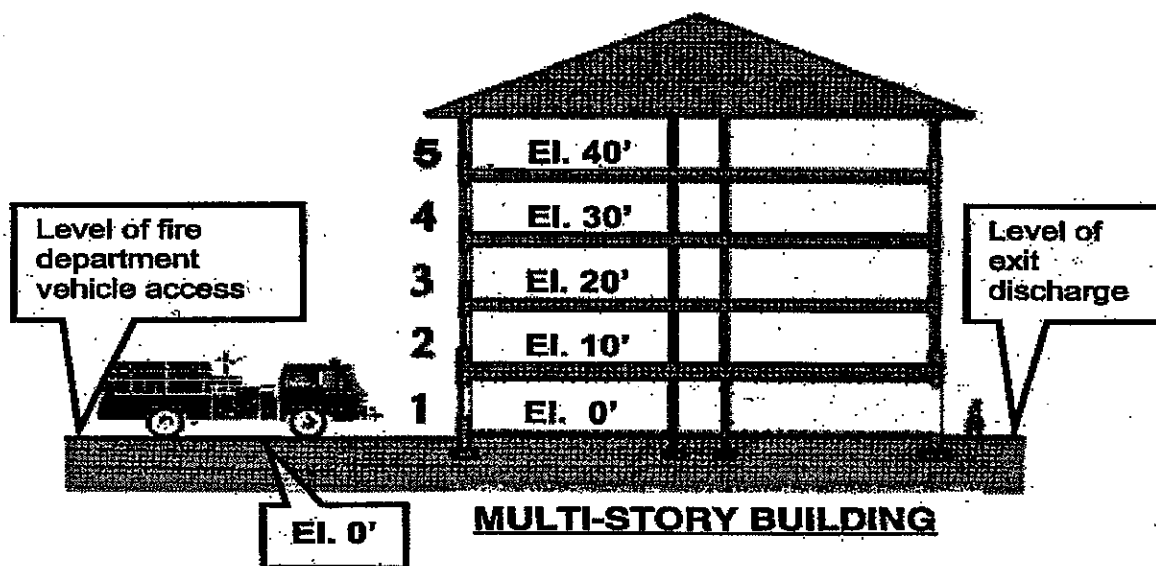 5 El. 40'
4 El. 30'
3 El. 20'
2 El. 10'
1 El. 0'
Level of fire
department
vehicle access
Level of
exit
discharge
El. 0'
MULTI-STORY BUILDING